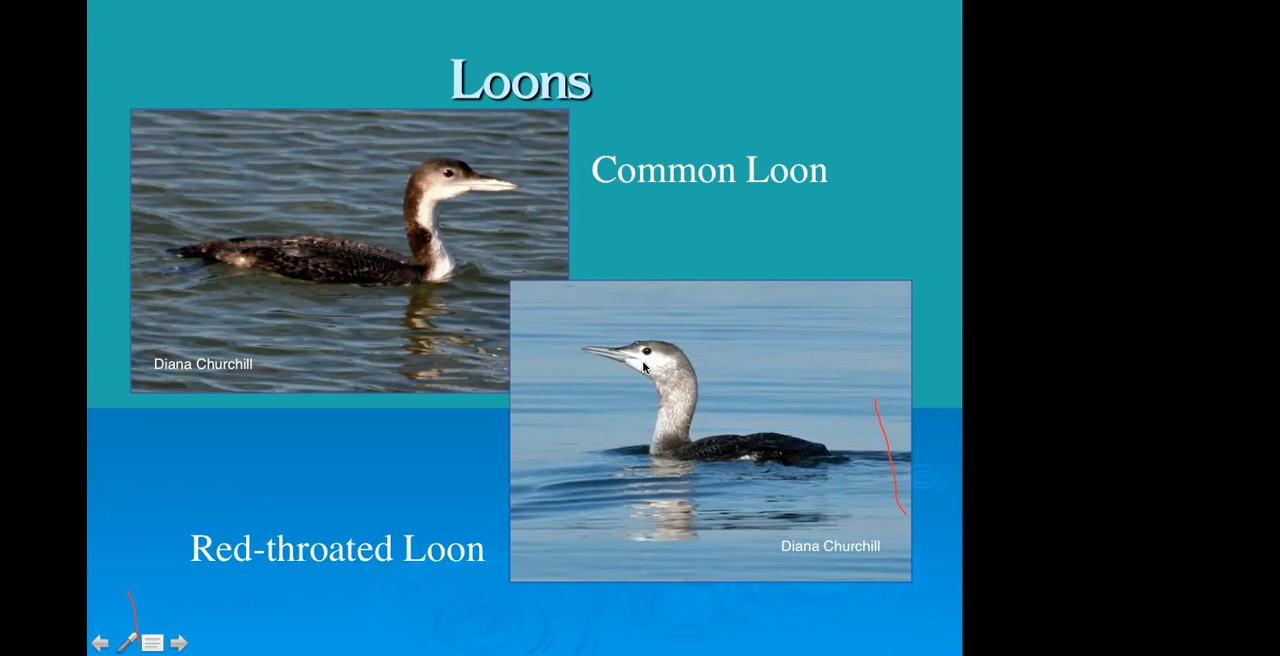 Loons
Common Loon
Diana Churchill
Red-throated Loon
Diana Churchill